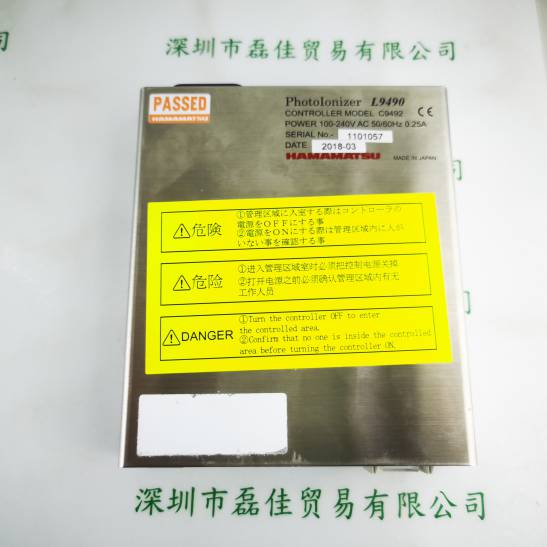 深圳市磊佳贸易有限公司
PASSED
HAMAMATSU
PhotoIonizer L9490
CONTROLLER MODEL C9492 CE
POWER 100-240V AC 50/60Hz 0.25A
SERIAL No.- 1101057
DATE 2018-03
HAMAMATSU MADE IN JAPAN
危険
①管理区域に入室する際はコントローラの
電源をOFFにする事
②電源をONにする際は管理区域内に人が
いない事を確認する事
危险
①进入管理区域室时必须把控制电源关掉
②打开电源之前必须确认管理区域内有无
工作人员
DANGER
①Turn the controller OFF to enter
the controlled area.
②Confirm that no one is inside the controlled
area before turning the controller ON.
深圳市磊佳贸易有限公司